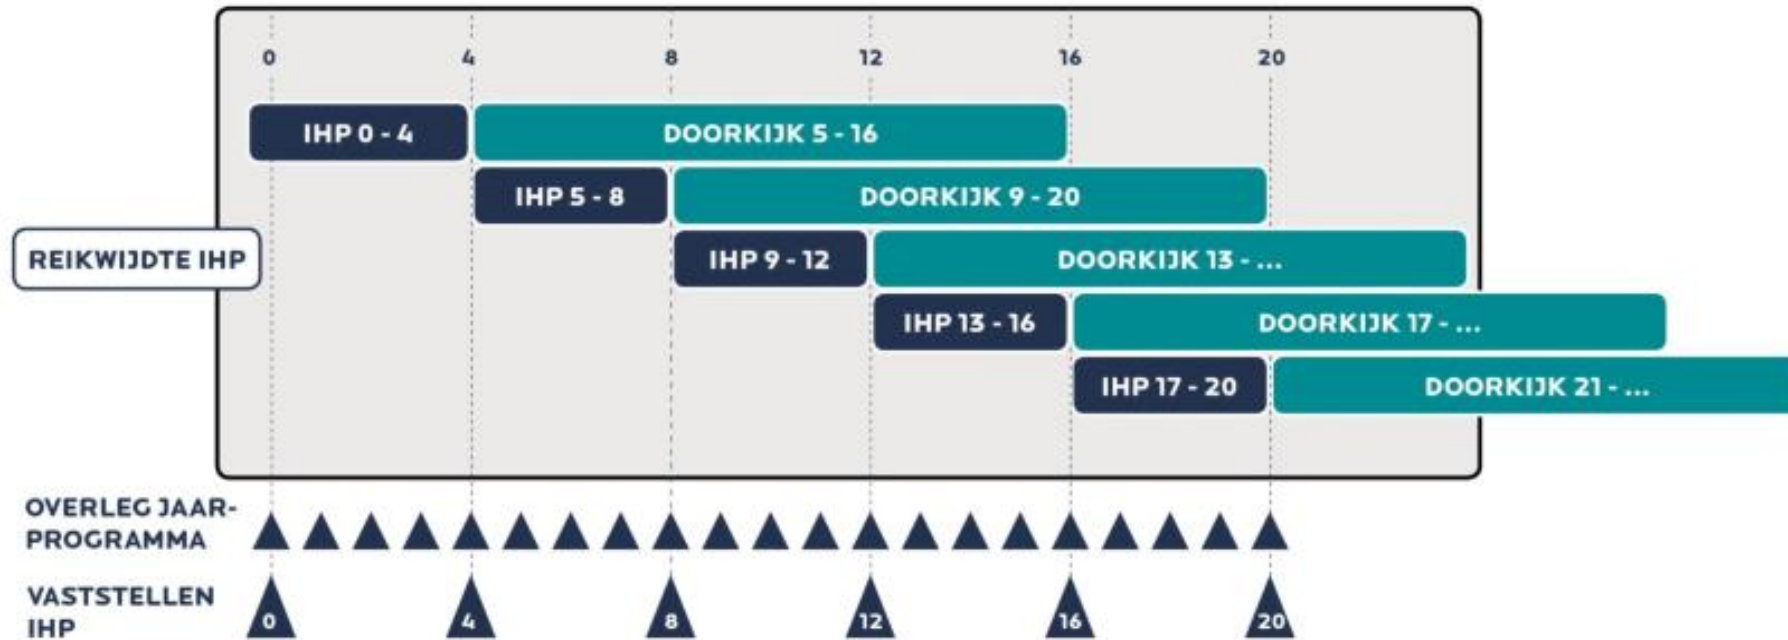 0 4 8 12 16 20
IHP 0 - 4 DOORKIJK 5 - 16
IHP 5 - 8 DOORKIJK 9 - 20
REIKWIJDTE IHP IHP 9 - 12 DOORKIJK 13 - ...
IHP 13 - 16 DOORKIJK 17 - ...
IHP 17 - 20 DOORKIJK 21 - ...
OVERLEG JAAR-
PROGRAMMA
VASTSTELLEN
IHP 0 4 8 12 16 20